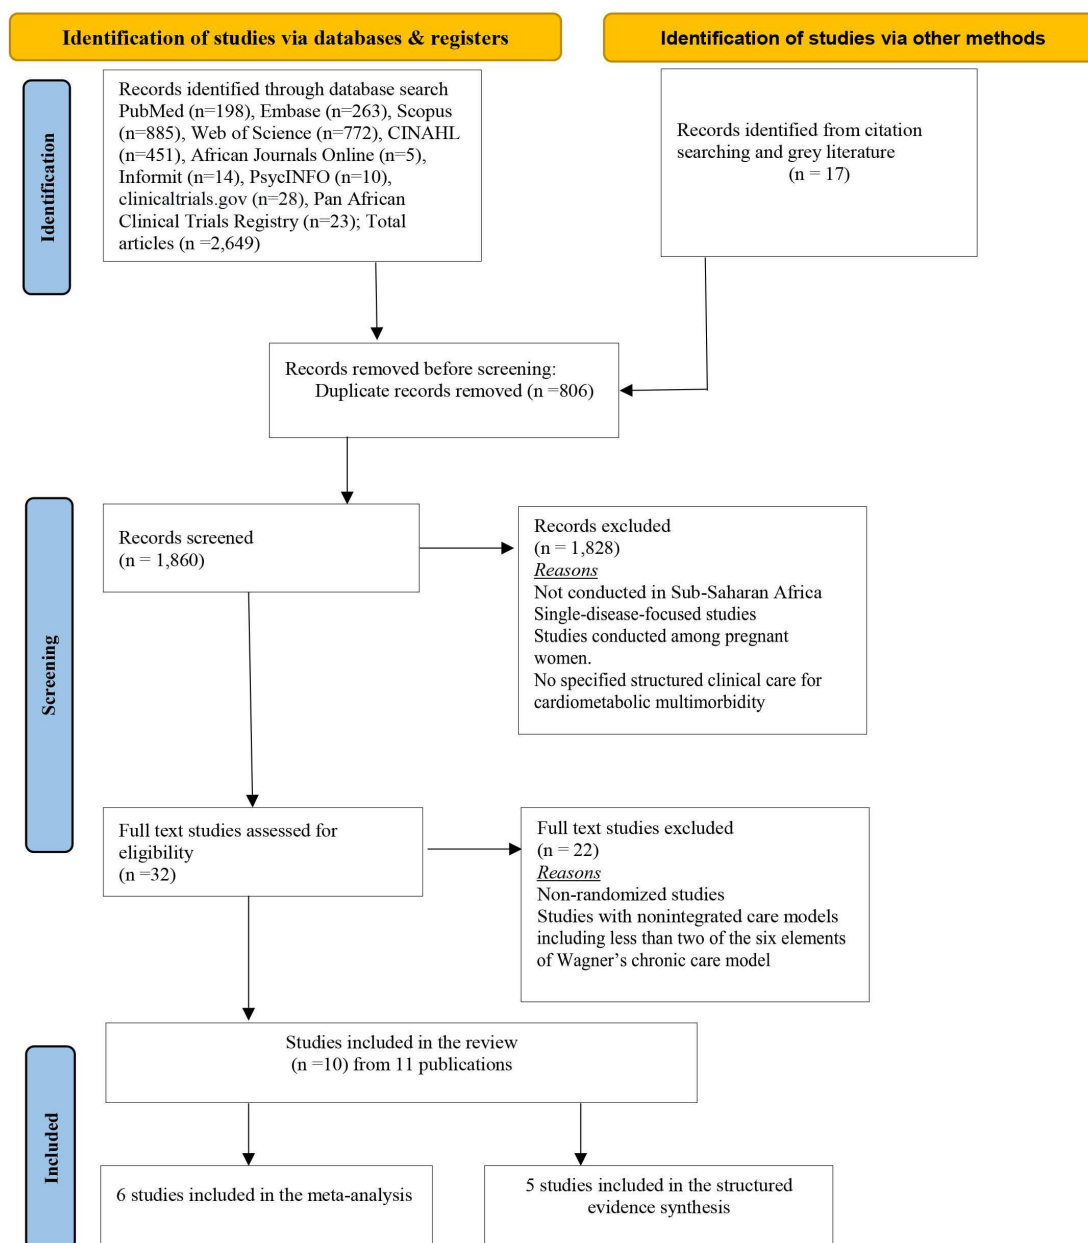 Identification of studies via databases & registers
Identification of studies via other methods
Identification
Records identified through database search
PubMed (n=198), Embase (n=263), Scopus
(n=885), Web of Science (n=772), CINAHL
(n=451), African Journals Online (n=5),
Informit (n=14), PsycINFO (n=10),
clinicaltrials.gov (n=28), Pan African
Clinical Trials Registry (n=23); Total
articles (n =2,649)
Records identified from citation
searching and grey literature
(n = 17)
Records removed before screening:
Duplicate records removed (n =806)
Screening
Records screened
(n = 1,860)
Records excluded
(n = 1,828)
Reasons
Not conducted in Sub-Saharan Africa
Single-disease-focused studies
Studies conducted among pregnant
women.
No specified structured clinical care for
cardiometabolic multimorbidity
Full text studies assessed for
eligibility
(n =32)
Full text studies excluded
(n = 22)
Reasons
Non-randomized studies
Studies with nonintegrated care models
including less than two of the six elements
of Wagner’s chronic care model
Included
Studies included in the review
(n =10) from 11 publications
6 studies included in the meta-analysis
5 studies included in the structured
evidence synthesis